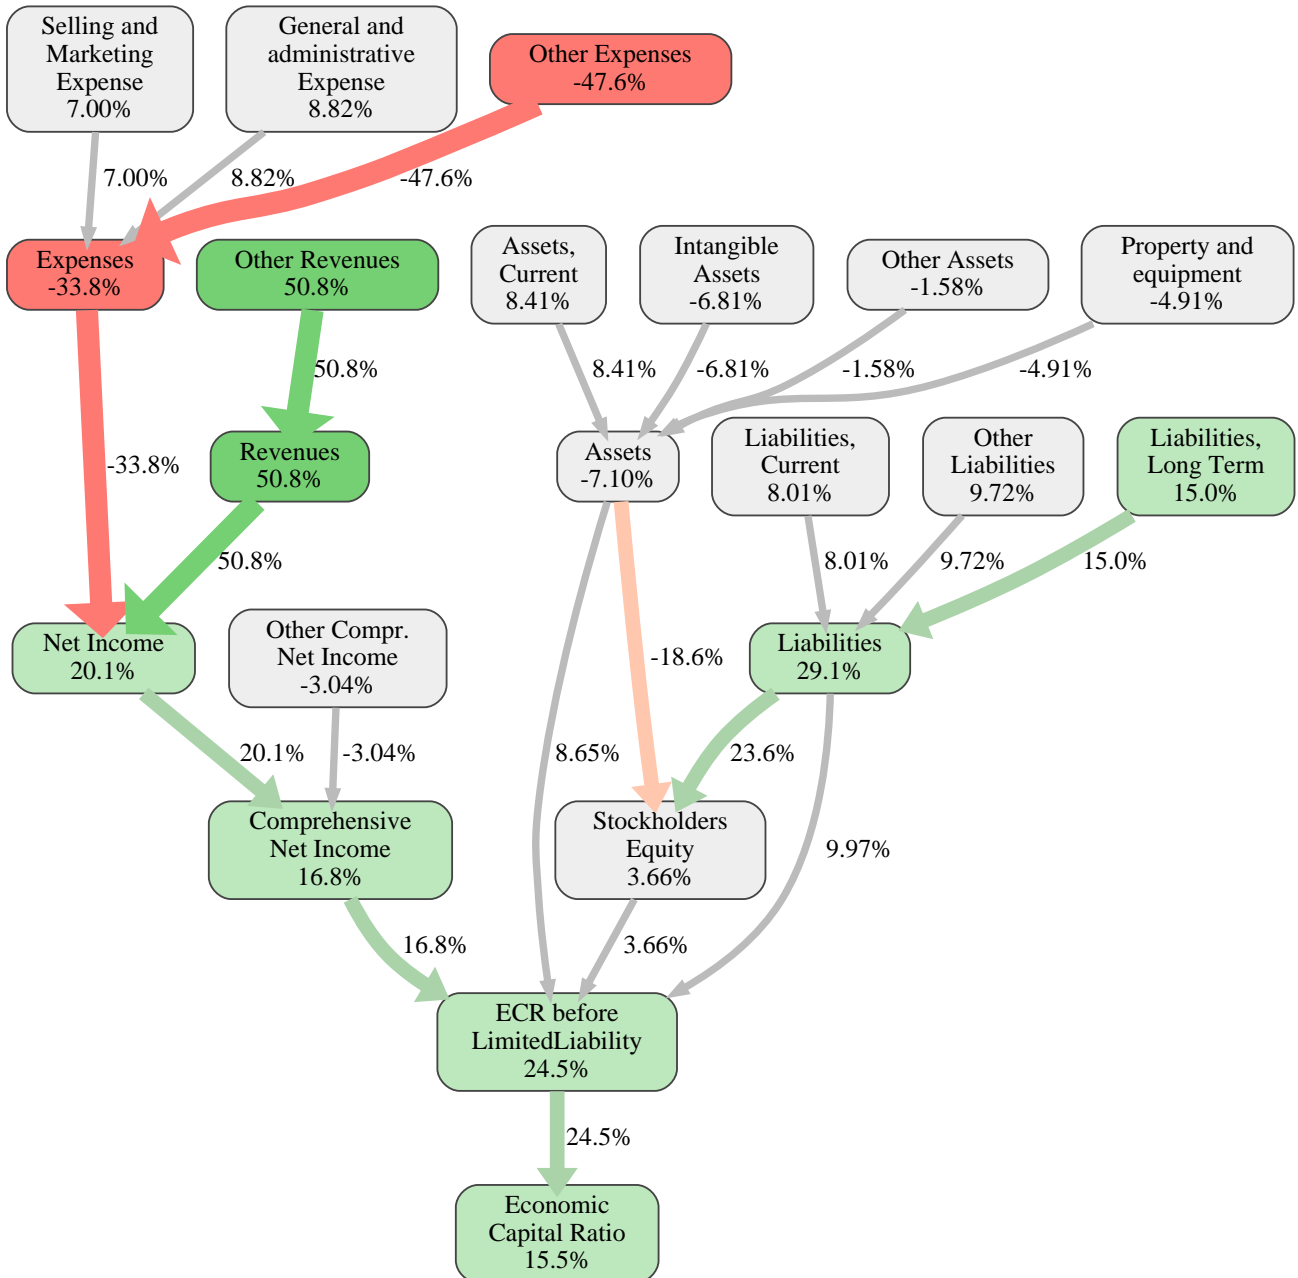 Selling and
Marketing
Expense
7.00%
General and
administrative
Expense
8.82%
Other Expenses
-47.6%
7.00%
8.82%
-47.6%
Expenses
-33.8%
Other Revenues
50.8%
Assets,
Current
8.41%
Intangible
Assets
-6.81%
Other Assets
-1.58%
Property and
equipment
-4.91%
50.8%
8.41%
-6.81%
-1.58%
-4.91%
-33.8%
Revenues
50.8%
Assets
-7.10%
Liabilities,
Current
8.01%
Other
Liabilities
9.72%
Liabilities,
Long Term
15.0%
50.8%
8.01%
9.72%
15.0%
Net Income
20.1%
Other Compr.
Net Income
-3.04%
-18.6%
Liabilities
29.1%
20.1%
-3.04%
8.65%
23.6%
Comprehensive
Net Income
16.8%
Stockholders
Equity
3.66%
9.97%
16.8%
3.66%
ECR before
LimitedLiability
24.5%
24.5%
Economic
Capital Ratio
15.5%